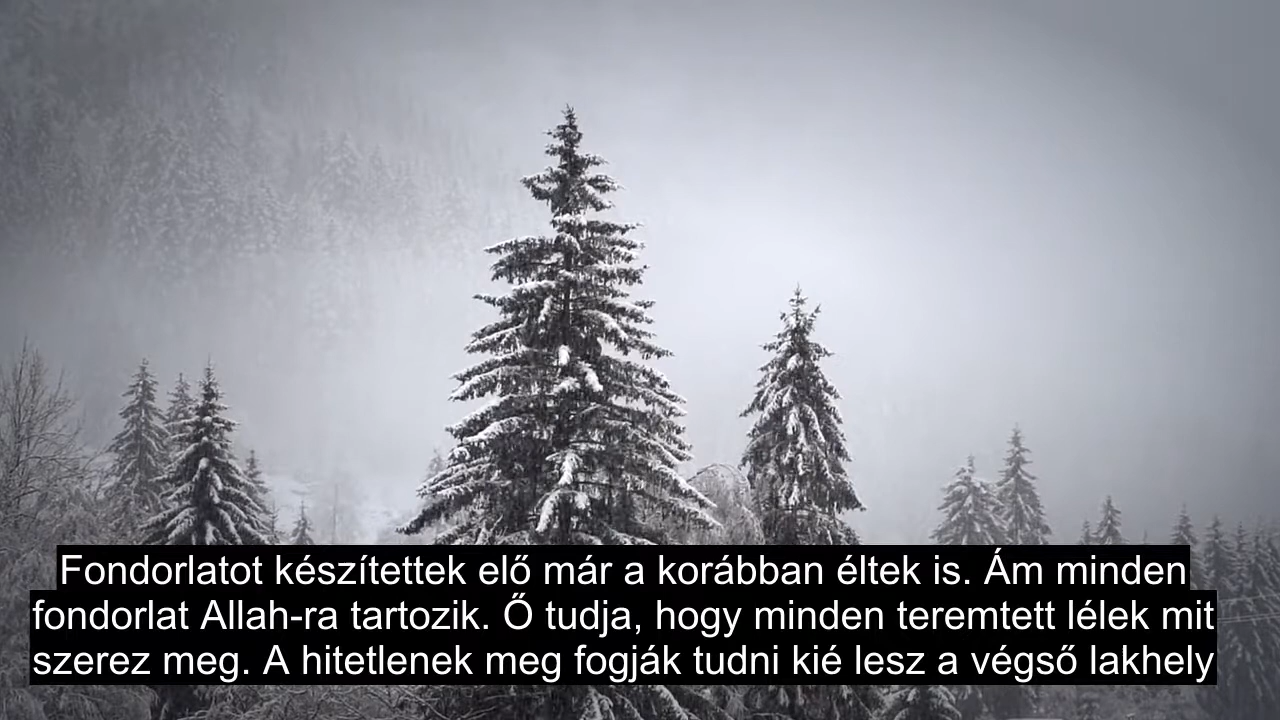 Fondorlatot készítettek elő már a korábban éltek is. Ám minden
fondorlat Allah-ra tartozik. Ő tudja, hogy minden teremtett lélek mit
szerez meg. A hitetlenek meg fogják tudni kié lesz a végső lakhely